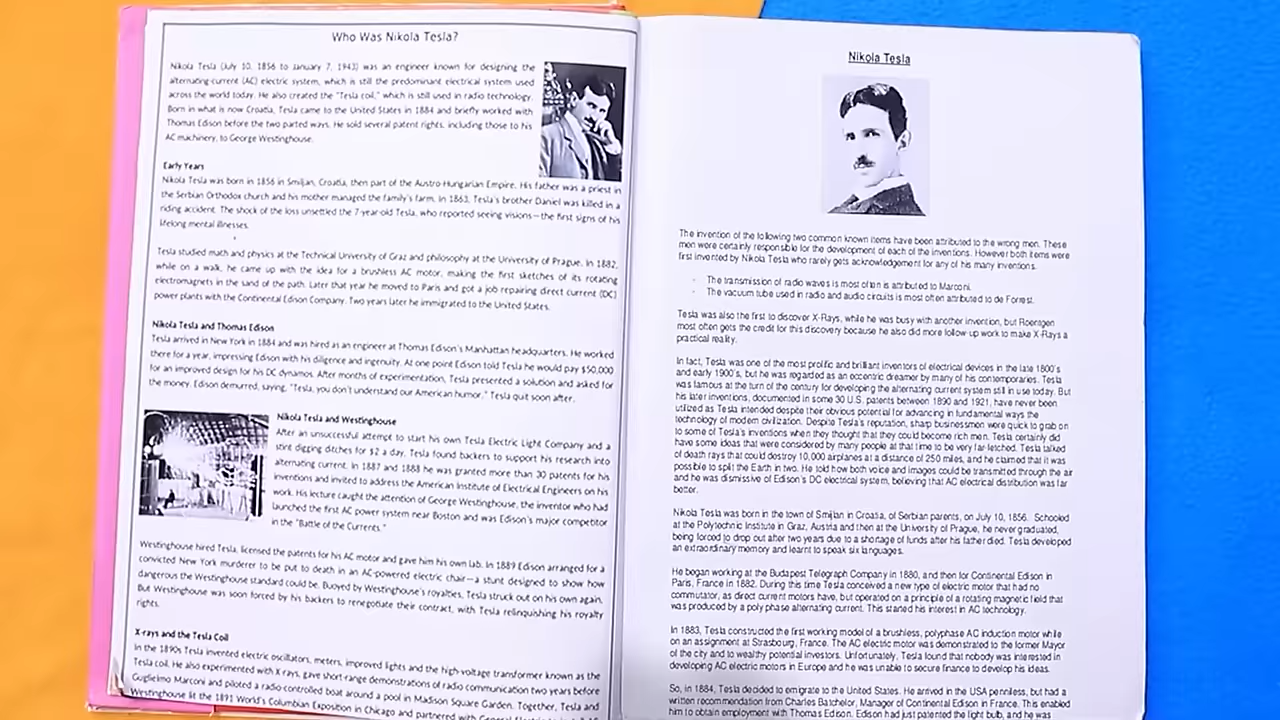 Who Was Nikola Tesla?
Nikola Tesla (July 10, 1856 to January 7, 1943) was an engineer known for designing the
alternating-current (AC) electric system, which is still the predominant electrical system used
across the world today. He also created the "Tesla coil," which is still used in radio technology.
Born in what is now Croatia, Tesla came to the United States in 1884 and briefly worked with
Thomas Edison before the two parted ways. He sold several patent rights, including those to his
AC machinery, to George Westinghouse.
Early Years
Nikola Tesla was born in 1856 in Smiljan, Croatia, then part of the Austro-Hungarian Empire. His father was a priest in
the Serbian Orthodox church and his mother managed the family's farm. In 1863, Tesla's brother Daniel was killed in a
riding accident. The shock of the loss unsettled the 7-year-old Tesla, who reported seeing visions—the first signs of his
lifelong mental illnesses.
Tesla studied math and physics at the Technical University of Graz and philosophy at the University of Prague. In 1882,
while on a walk, he came up with the idea for a brushless AC motor, making the first sketches of its rotating
electromagnets in the sand of the path. Later that year he moved to Paris and got a job repairing direct current (DC)
power plants with the Continental Edison Company. Two years later he immigrated to the United States.
Nikola Tesla and Thomas Edison
Tesla arrived in New York in 1884 and was hired as an engineer at Thomas Edison's Manhattan headquarters. He worked
there for a year, impressing Edison with his diligence and ingenuity. At one point Edison told Tesla he would pay $50,000
for an improved design for his DC dynamos. After months of experimentation, Tesla presented a solution and asked for
the money. Edison demurred, saying, "Tesla, you don't understand our American humor." Tesla quit soon after.
Nikola Tesla and Westinghouse
After an unsuccessful attempt to start his own Tesla Electric Light Company and a
stint digging ditches for $2 a day, Tesla found backers to support his research into
alternating current. In 1887 and 1888 he was granted more than 30 patents for his
inventions and invited to address the American Institute of Electrical Engineers on his
work. His lecture caught the attention of George Westinghouse, the inventor who had
launched the first AC power system near Boston and was Edison's major competitor
in the "Battle of the Currents."
Westinghouse hired Tesla, licensed the patents for his AC motor and gave him his own lab. In 1889 Edison arranged for a
convicted New York murderer to be put to death in an AC-powered electric chair—a stunt designed to show how
dangerous the Westinghouse standard could be. Buoyed by Westinghouse's royalties, Tesla struck out on his own again.
But Westinghouse was soon forced by his backers to renegotiate their contract, with Tesla relinquishing his royalty
rights.
X-rays and the Tesla Coil
In the 1890s Tesla invented electric oscillators, meters, improved lights and the high-voltage transformer known as the
Tesla coil. He also experimented with X rays, gave short-range demonstrations of radio communication two years before
Guglielmo Marconi and piloted a radio controlled boat around a pool in Madison Square Garden. Together, Tesla and
Westinghouse lit the 1891 World's Columbian Exposition in Chicago and partnered with General
Nikola Tesla
The invention of the following two common known items have been attributed to the wrong men. These
men were certainly responsible for the development of each of the inventions. However both items were
first invented by Nikola Tesla who rarely gets acknowledgement for any of his many inventions.
- The transmission of radio waves is most often is attributed to Marconi.
- The vacuum tube used in radio and audio circuits is most often attributed to de Forrest.
Tesla was also the first to discover X-Rays, while he was busy with another invention, but Roentgen
most often gets the credit for this discovery because he also did more follow up work to make X-Rays a
practical reality.
In fact, Tesla was one of the most prolific and brilliant inventors of electrical devices in the late 1800's
and early 1900's, but he was regarded as an eccentric dreamer by many of his contemporaries. Tesla
was famous at the turn of the century for developing the alternating current system still in use today. But
his later inventions, documented in some 30 U.S. patents between 1890 and 1921, have never been
utilized as Tesla intended despite their obvious potential for advancing in fundamental ways the
technology of modern civilization. Despite Tesla's reputation, sharp businessmen were quick to grab on
to some of Tesla's inventions when they thought that they could become rich men. Tesla certainly did
have some ideas that were considered by many people at that time to be very far-fetched. Tesla talked
of death rays that could destroy 10,000 airplanes at a distance of 250 miles, and he claimed that it was
possible to split the Earth in two. He told how both voice and images could be transmitted through the air
and he was dismissive of Edison's DC electrical system, believing that AC electrical distribution was far
better.
Nikola Tesla was born in the town of Smiljan in Croatia, of Serbian parents, on July 10, 1856. Schooled
at the Polytechnic Institute in Graz, Austria and then at the University of Prague, he never graduated,
being forced to drop out after two years due to a shortage of funds after his father died. Tesla developed
an extraordinary memory and learnt to speak six languages.
He began working at the Budapest Telegraph Company in 1880, and then for Continental Edison in
Paris, France in 1882. During this time Tesla conceived a new type of electric motor that had no
commutator, as direct current motors have, but operated on a principle of a rotating magnetic field that
was produced by a poly phase alternating current. This started his interest in AC technology.
In 1883, Tesla constructed the first working model of a brushless, polyphase AC induction motor while
on an assignment at Strasbourg, France. The AC electric motor was demonstrated to the former Mayor
of the city and to wealthy potential investors. Unfortunately, Tesla found that nobody was interested in
developing AC electric motors in Europe and he was unable to secure finance to develop his ideas.
So, in 1884, Tesla decided to emigrate to the United States. He arrived in the USA penniless, but had a
written recommendation from Charles Batchelor, Manager of Continental Edison in France. This enabled
him to obtain employment with Thomas Edison. Edison had just patented the light bulb, and he was